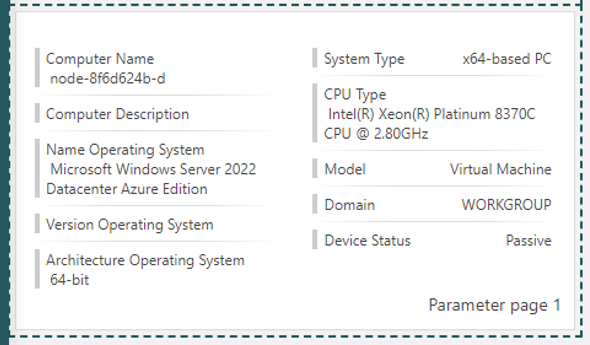 Computer Name
node-8f6d624b-d
Computer Description
Name Operating System
Microsoft Windows Server 2022
Datacenter Azure Edition
Version Operating System
Architecture Operating System
64-bit
System Type x64-based PC
CPU Type
Intel(R) Xeon(R) Platinum 8370C
CPU @ 2.80GHz
Model Virtual Machine
Domain WORKGROUP
Device Status Passive
Parameter page 1